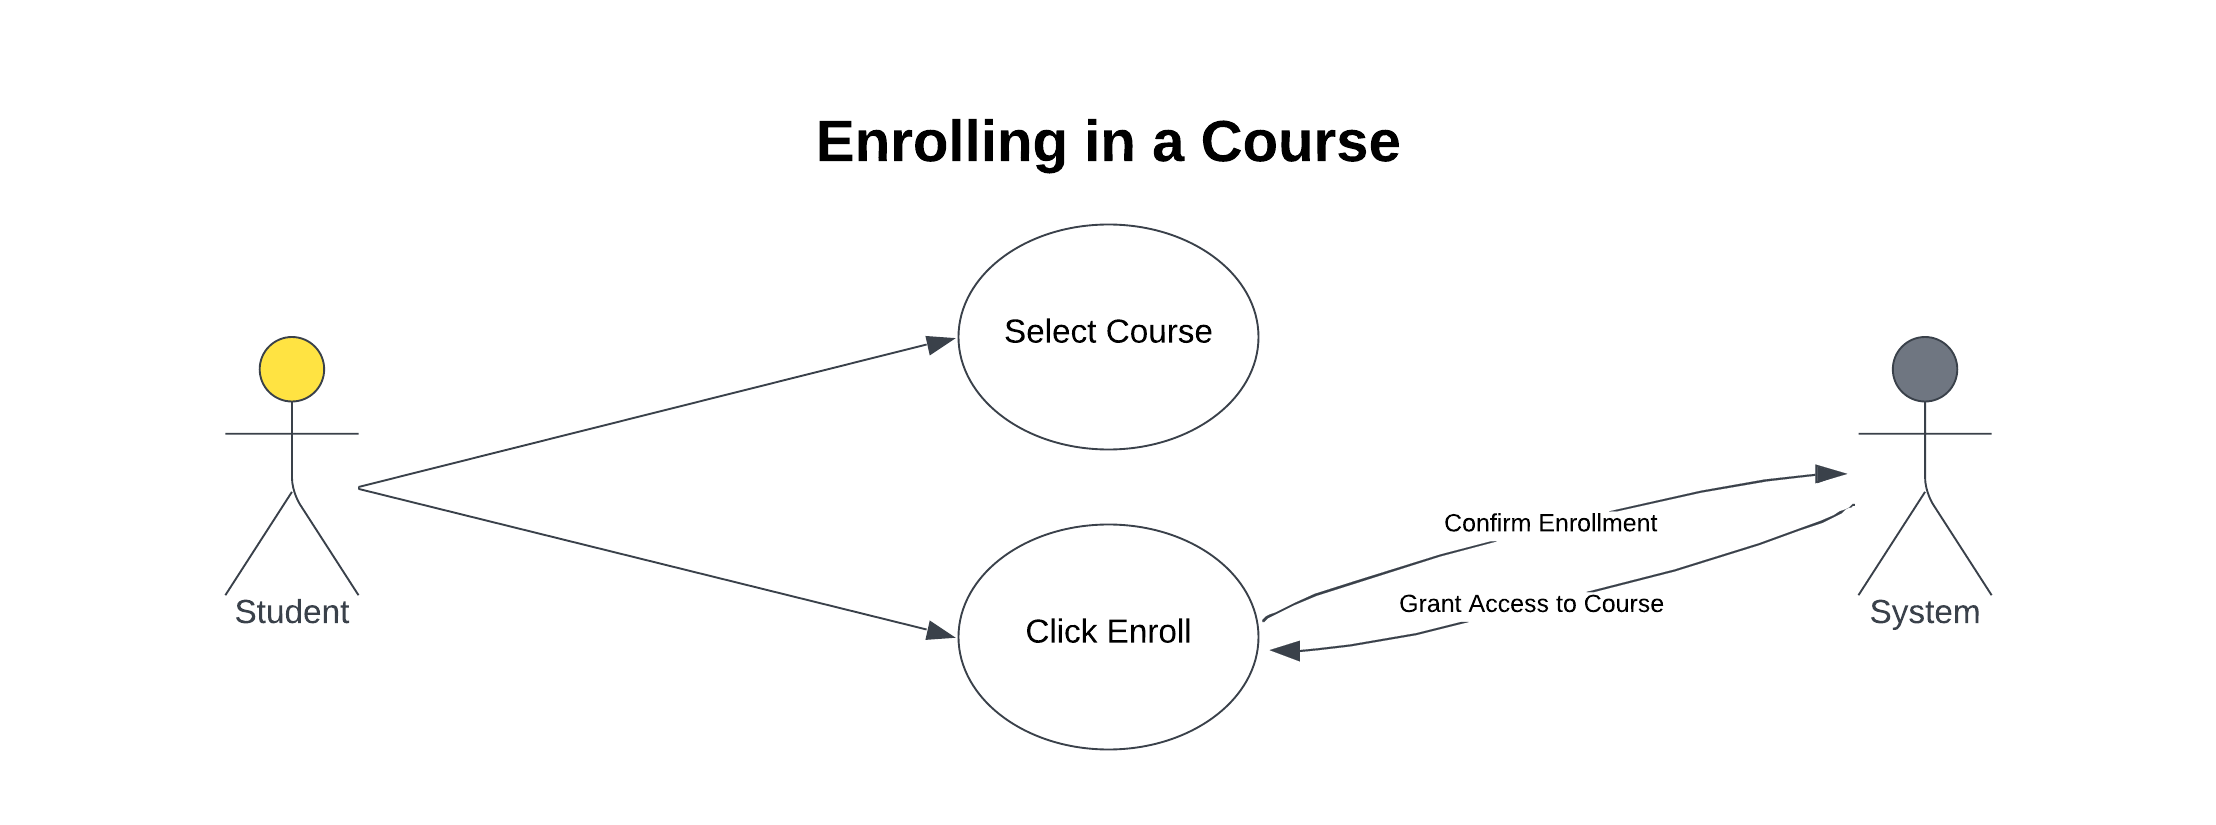 Enrolling in a Course
Select Course
Confirm Enrollment
Grant Access to Course
Student
Click Enroll
System